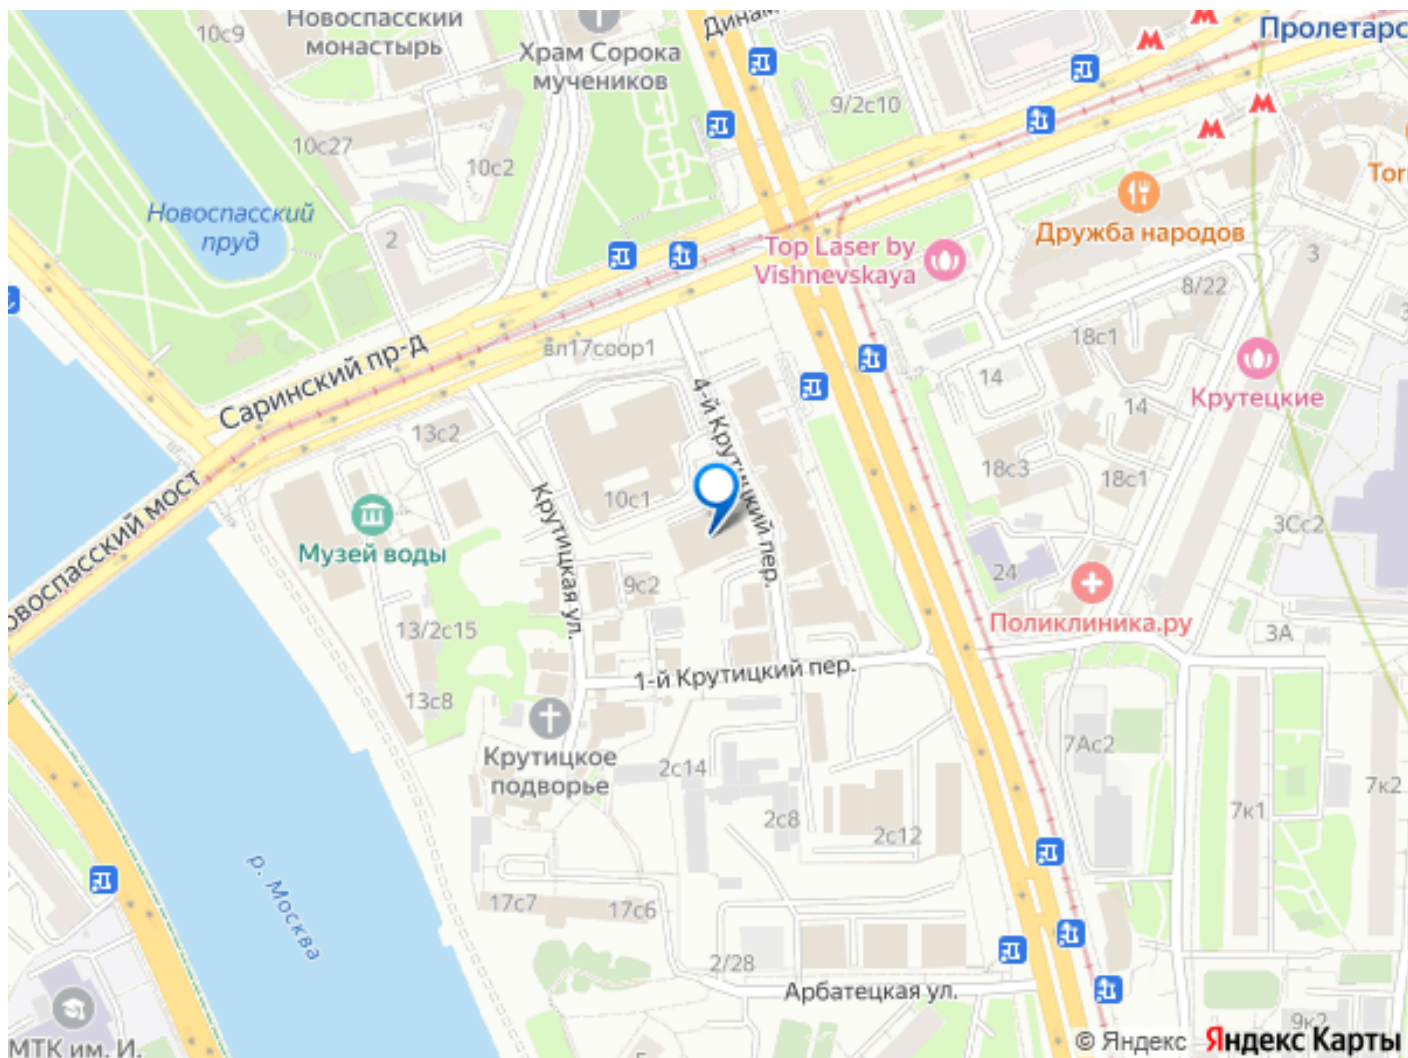 Новоспасский
монастырь
10с9
Храм Сорока
мучеников
Пролетарс
9/2с10
10с27
10с2
Новоспасский
пруд
2
Дружба народов
Top Laser by
Vishnevskaya
3
8/22
18с1
вл17соор1
Саринский пр-д
4-й Крутицкий пер.
14
Крутецкие
14
13с2
18с3
18с1
10с1
Крутицкая ул.
Музей воды
3Сс2
24
9с2
Поликлиника.ру
13/2с15
3А
1-й Крутицкий пер.
13с8
Крутицкое
подворье
7Ас2
2с14
7к2
7к1
2с8
2с12
р. Москва
17с7
17с6
2/28
Арбатецкая ул.
9к2
МТК им. И.
© Яндекс
Яндекс Карты